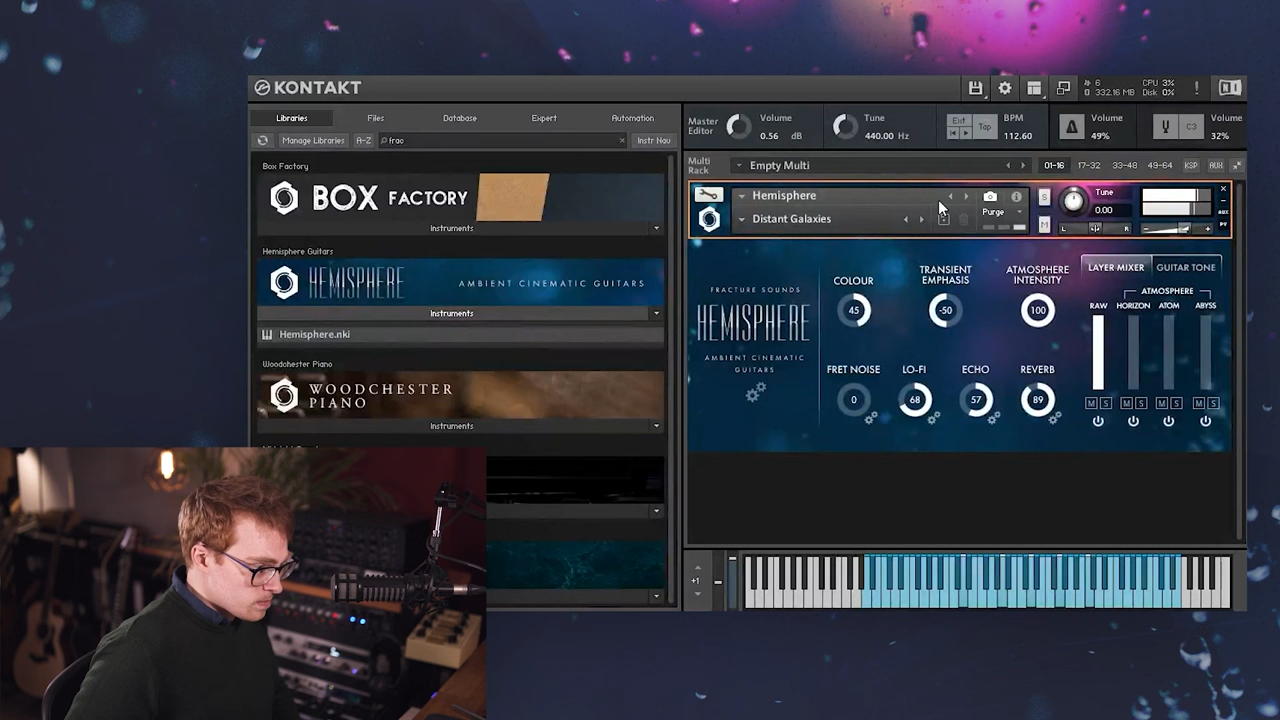 KONTAKT
6
332.16 MB
CPU 3%
Disk 0%
!
Libraries Files Database Expert Automation
Manage Libraries A-Z frac × Instr Nav
Box Factory
BOX FACTORY
Instruments
Hemisphere Guitars
HEMISPHERE AMBIENT CINEMATIC GUITARS
Instruments
Hemisphere.nki
Woodchester Piano
WOODCHESTER
PIANO
Instruments
Master
Editor
Volume
0.56 dB
Tune
440.00 Hz
Ext
Tap
BPM
112.60
Volume
49%
C3
Volume
32%
Multi
Rack
Empty Multi
01-16 17-32 33-48 49-64 KSP AUX
Hemisphere
Distant Galaxies
Purge
S
M
Tune
0.00
L R
- +
AUX
PV
FRACTURE SOUNDS
HEMISPHERE
AMBIENT CINEMATIC
GUITARS
COLOUR
45
TRANSIENT
EMPHASIS
-50
ATMOSPHERE
INTENSITY
100
FRET NOISE
0
LO-FI
68
ECHO
57
REVERB
89
LAYER MIXER GUITAR TONE
ATMOSPHERE
RAW HORIZON ATOM ABYSS
M S M S M S M S
+1